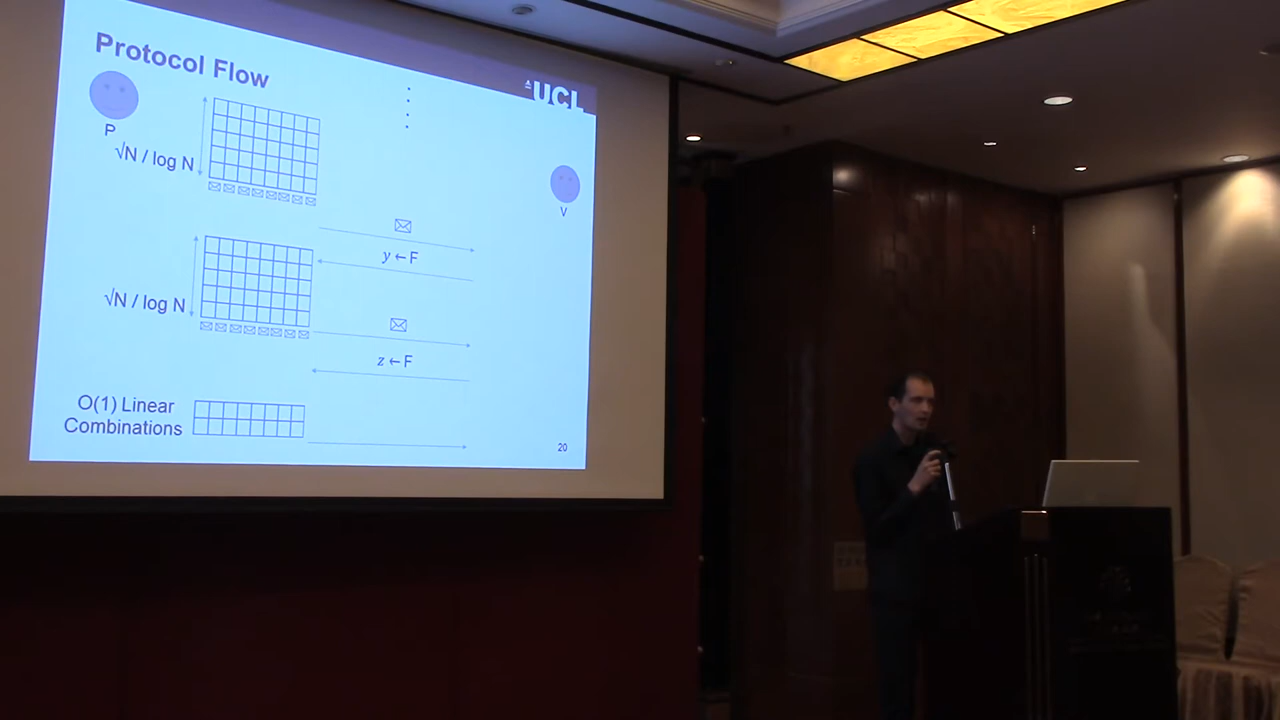 Protocol Flow
UCL
P
√N / log N
V
y ← F
√N / log N
z ← F
O(1) Linear
Combinations
20